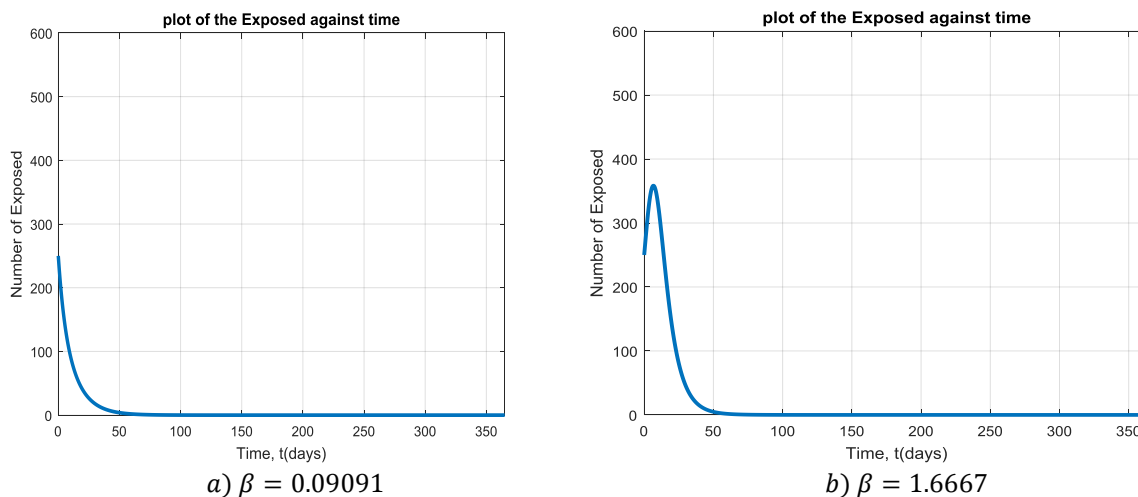 plot of the Exposed against time
600
500
400
300
200
100
0
Number of Exposed
0 50 100 150 200 250 300 350
Time, t(days)
a) β = 0.09091
plot of the Exposed against time
600
500
400
300
200
100
0
Number of Exposed
0 50 100 150 200 250 300 350
Time, t(days)
b) β = 1.6667